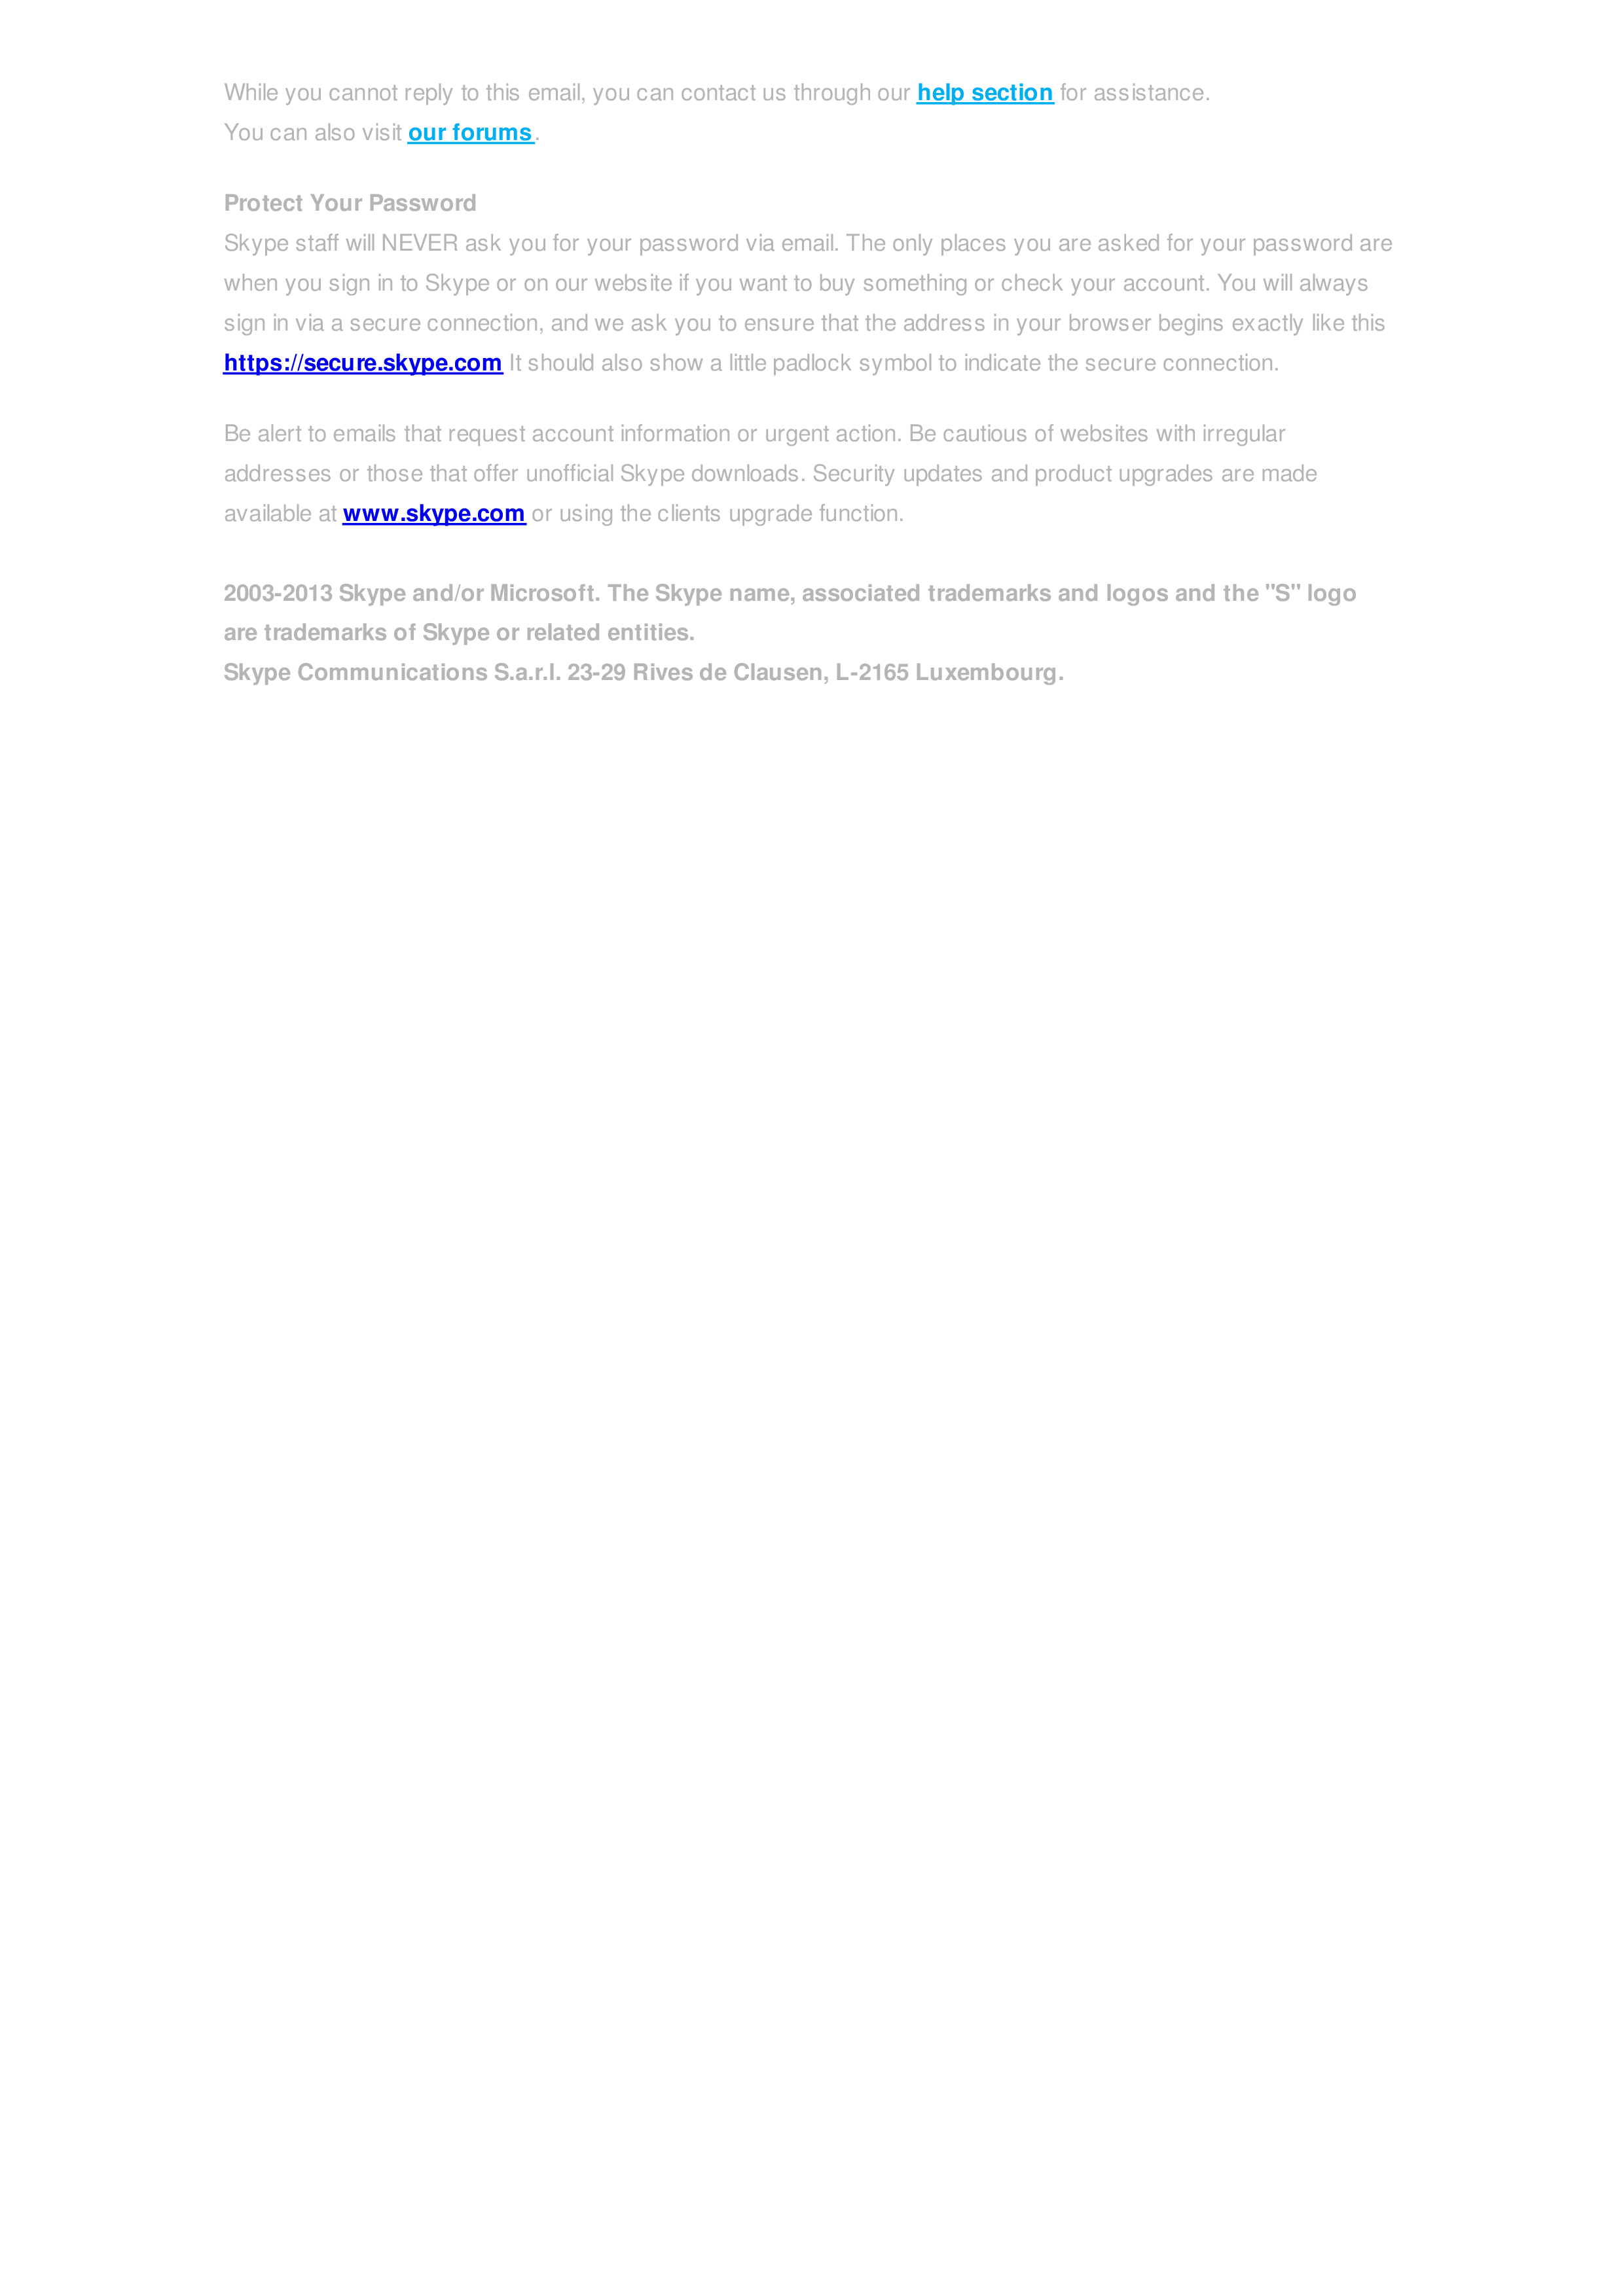 While you cannot reply to this email, you can contact us through our help section for assistance.
You can also visit our forums.
Protect Your Password
Skype staff will NEVER ask you for your password via email. The only places you are asked for your password are
when you sign in to Skype or on our website if you want to buy something or check your account. You will always
sign in via a secure connection, and we ask you to ensure that the address in your browser begins exactly like this
https://secure.skype.com It should also show a little padlock symbol to indicate the secure connection.
Be alert to emails that request account information or urgent action. Be cautious of websites with irregular
addresses or those that offer unofficial Skype downloads. Security updates and product upgrades are made
available at www.skype.com or using the clients upgrade function.
2003-2013 Skype and/or Microsoft. The Skype name, associated trademarks and logos and the "S" logo
are trademarks of Skype or related entities.
Skype Communications S.a.r.l. 23-29 Rives de Clausen, L-2165 Luxembourg.